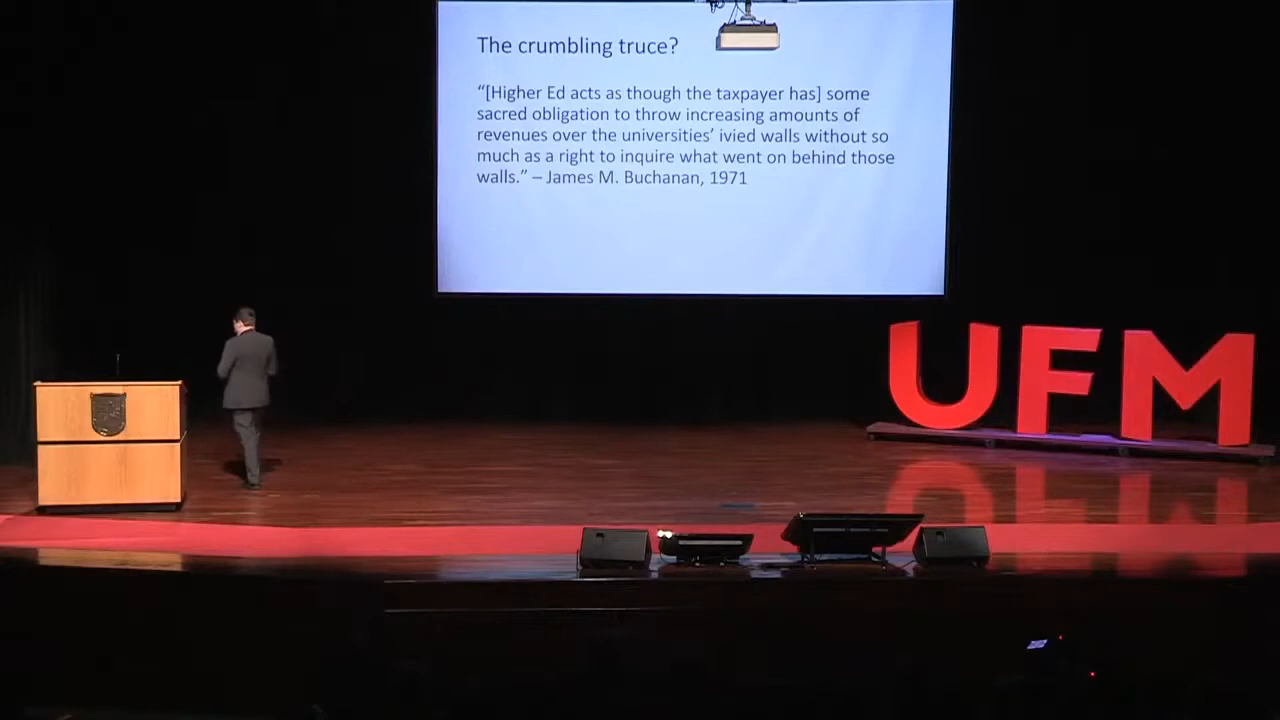 The crumbling truce?
“[Higher Ed acts as though the taxpayer has] some
sacred obligation to throw increasing amounts of
revenues over the universities’ ivied walls without so
much as a right to inquire what went on behind those
walls.” – James M. Buchanan, 1971
UFM